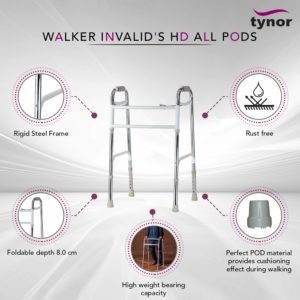 tynor
WALKER INVALID'S HD ALL PODS
Rigid Steel Frame
Rust free
Foldable depth 8.0 cm
High weight bearing
capacity
Perfect POD material
provides cushioning
effect during walking